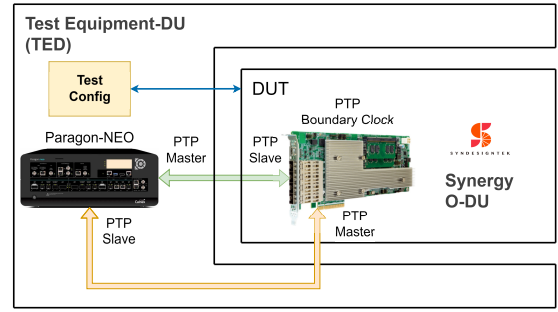 Test Equipment-DU
(TED)
Test
Config
DUT
PTP
Boundary Clock
Paragon-NEO
PTP
Master
PTP
Slave
SYNDESIGNTEK
Synergy
O-DU
PTP
Slave
PTP
Master